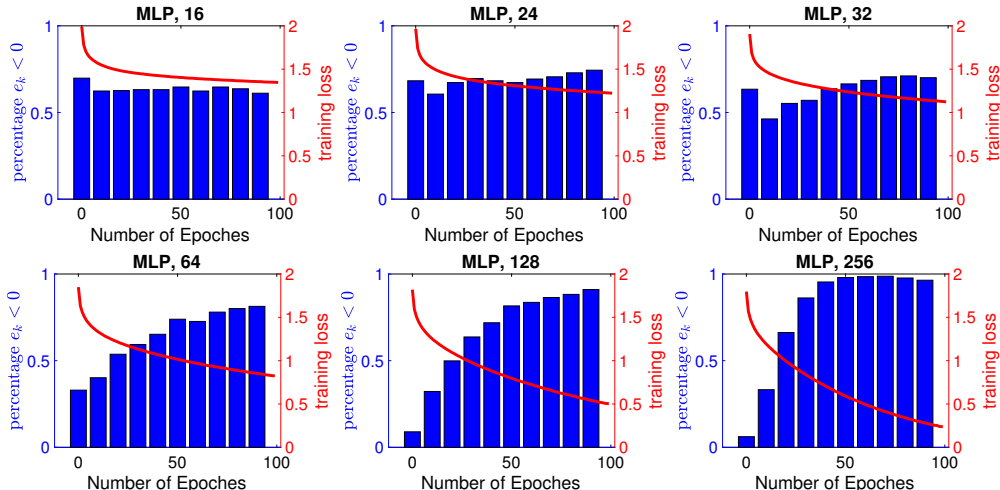 MLP, 16
1
0.5
0
percentage e_k < 0
2
1.5
1
0.5
0
training loss
0
50
100
Number of Epoches
MLP, 24
1
0.5
0
percentage e_k < 0
2
1.5
1
0.5
0
training loss
0
50
100
Number of Epoches
MLP, 32
1
0.5
0
percentage e_k < 0
2
1.5
1
0.5
0
training loss
0
50
100
Number of Epoches
MLP, 64
1
0.5
0
percentage e_k < 0
2
1.5
1
0.5
0
training loss
0
50
100
Number of Epoches
MLP, 128
1
0.5
0
percentage e_k < 0
2
1.5
1
0.5
0
training loss
0
50
100
Number of Epoches
MLP, 256
1
0.5
0
percentage e_k < 0
2
1.5
1
0.5
0
training loss
0
50
100
Number of Epoches